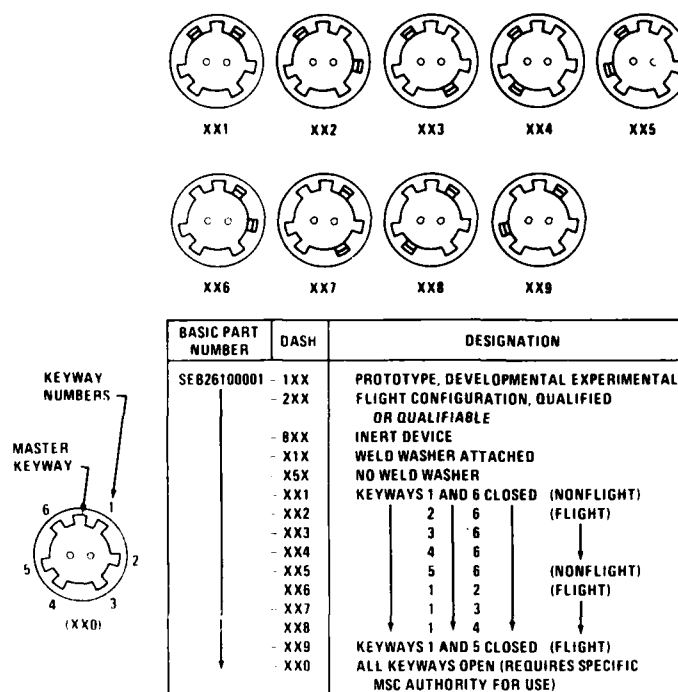 XX1 XX2 XX3 XX4 XX5
XX6 XX7 XX8 XX9
BASIC PART NUMBER DASH DESIGNATION
SEB26100001 - 1XX PROTOTYPE, DEVELOPMENTAL EXPERIMENTAL
- 2XX FLIGHT CONFIGURATION, QUALIFIED
OR QUALIFIABLE
- 8XX INERT DEVICE
- X1X WELD WASHER ATTACHED
- X5X NO WELD WASHER
- XX1 KEYWAYS 1 AND 6 CLOSED (NONFLIGHT)
- XX2 2 6 (FLIGHT)
- XX3 3 6
- XX4 4 6
- XX5 5 6 (NONFLIGHT)
XX6 1 2 (FLIGHT)
- XX7 1 3
XX8 1 4
- XX9 KEYWAYS 1 AND 5 CLOSED (FLIGHT)
- XX0 ALL KEYWAYS OPEN (REQUIRES SPECIFIC
MSC AUTHORITY FOR USE)
KEYWAY
NUMBERS
MASTER
KEYWAY
6 1
5 2
4 3
(XX0)